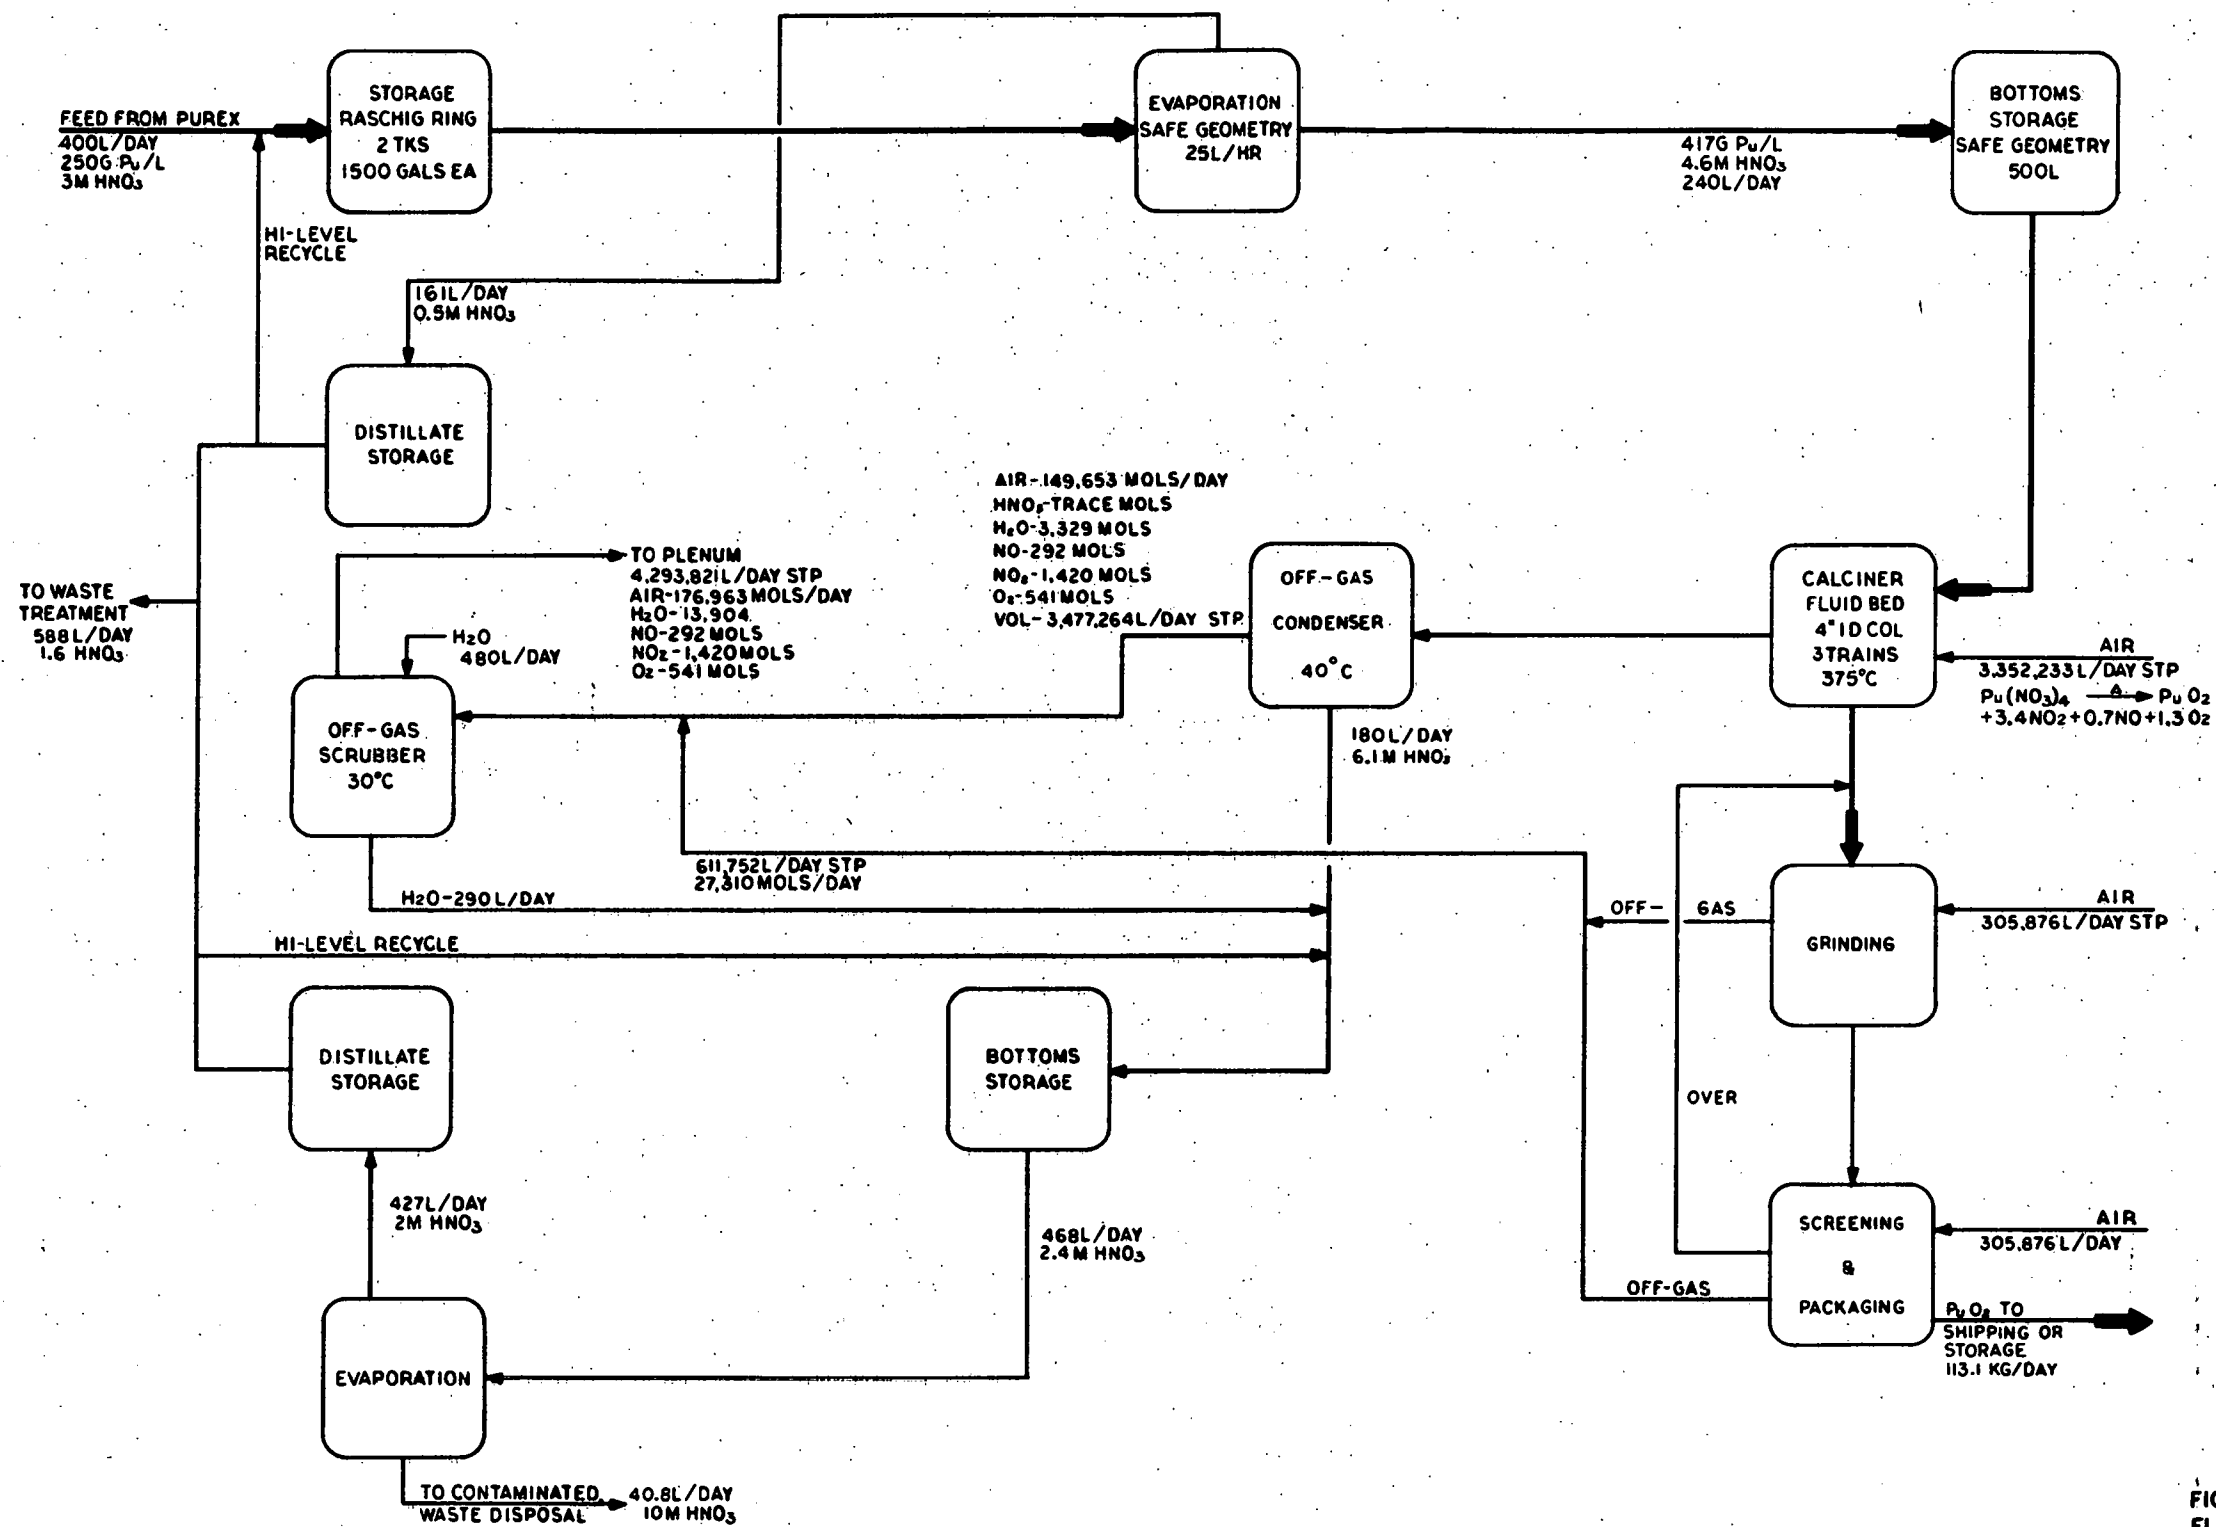 FEED FROM PUREX
400L/DAY
250G Pu/L
3M HNO₃
STORAGE
RASCHIG RING
2 TKS
1500 GALS EA
EVAPORATION
SAFE GEOMETRY
25L/HR
417G Pu/L
4.6M HNO₃
240L/DAY
BOTTOMS
STORAGE
SAFE GEOMETRY
500L
HI-LEVEL
RECYCLE
161L/DAY
0.5M HNO₃
DISTILLATE
STORAGE
AIR-149,653 MOLS/DAY
HNO₃-TRACE MOLS
H₂O-3,329 MOLS
NO-292 MOLS
NO₂-1,420 MOLS
O₂-541 MOLS
VOL-3,477,264L/DAY STP
OFF-GAS
CONDENSER
40°C
CALCINER
FLUID BED
4" ID COL
3 TRAINS
375°C
AIR
3,352,233L/DAY STP
Pu(NO₃)₄ Δ→ PuO₂
+3.4NO₂+0.7NO+1.3O₂
TO PLENUM
4,293,821L/DAY STP
AIR-176,963 MOLS/DAY
H₂O-13,904
NO-292 MOLS
NO₂-1,420 MOLS
O₂-541 MOLS
TO WASTE
TREATMENT
588L/DAY
1.6 HNO₃
H₂O
480L/DAY
OFF-GAS
SCRUBBER
30°C
180L/DAY
6.1M HNO₃
611,752L/DAY STP
27,310 MOLS/DAY
H₂O-290L/DAY
HI-LEVEL RECYCLE
OFF-GAS
GRINDING
AIR
305,876L/DAY STP
DISTILLATE
STORAGE
BOTTOMS
STORAGE
OVER
427L/DAY
2M HNO₃
468L/DAY
2.4M HNO₃
SCREENING
&
PACKAGING
AIR
305,876L/DAY
OFF-GAS
PuO₂ TO
SHIPPING OR
STORAGE
113.1 KG/DAY
EVAPORATION
TO CONTAMINATED
WASTE DISPOSAL
40.8L/DAY
10M HNO₃